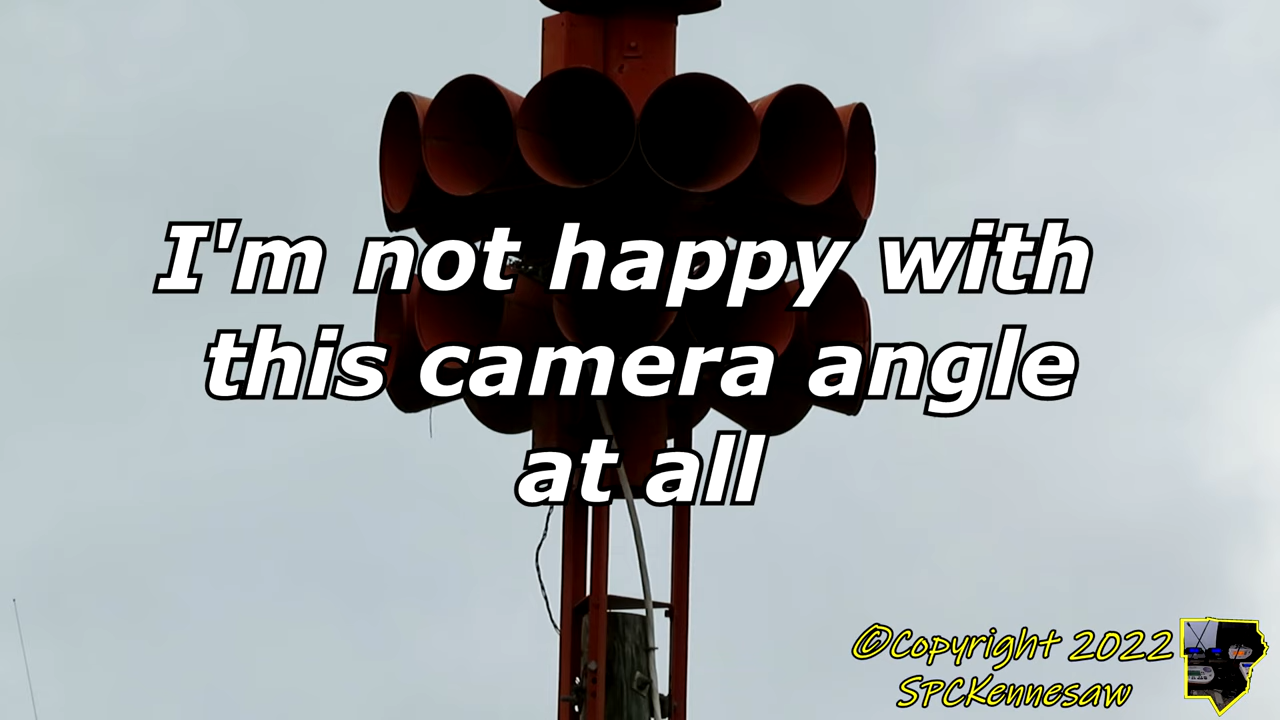 I'm not happy with
this camera angle
at all
©Copyright 2022
SPCKennesaw